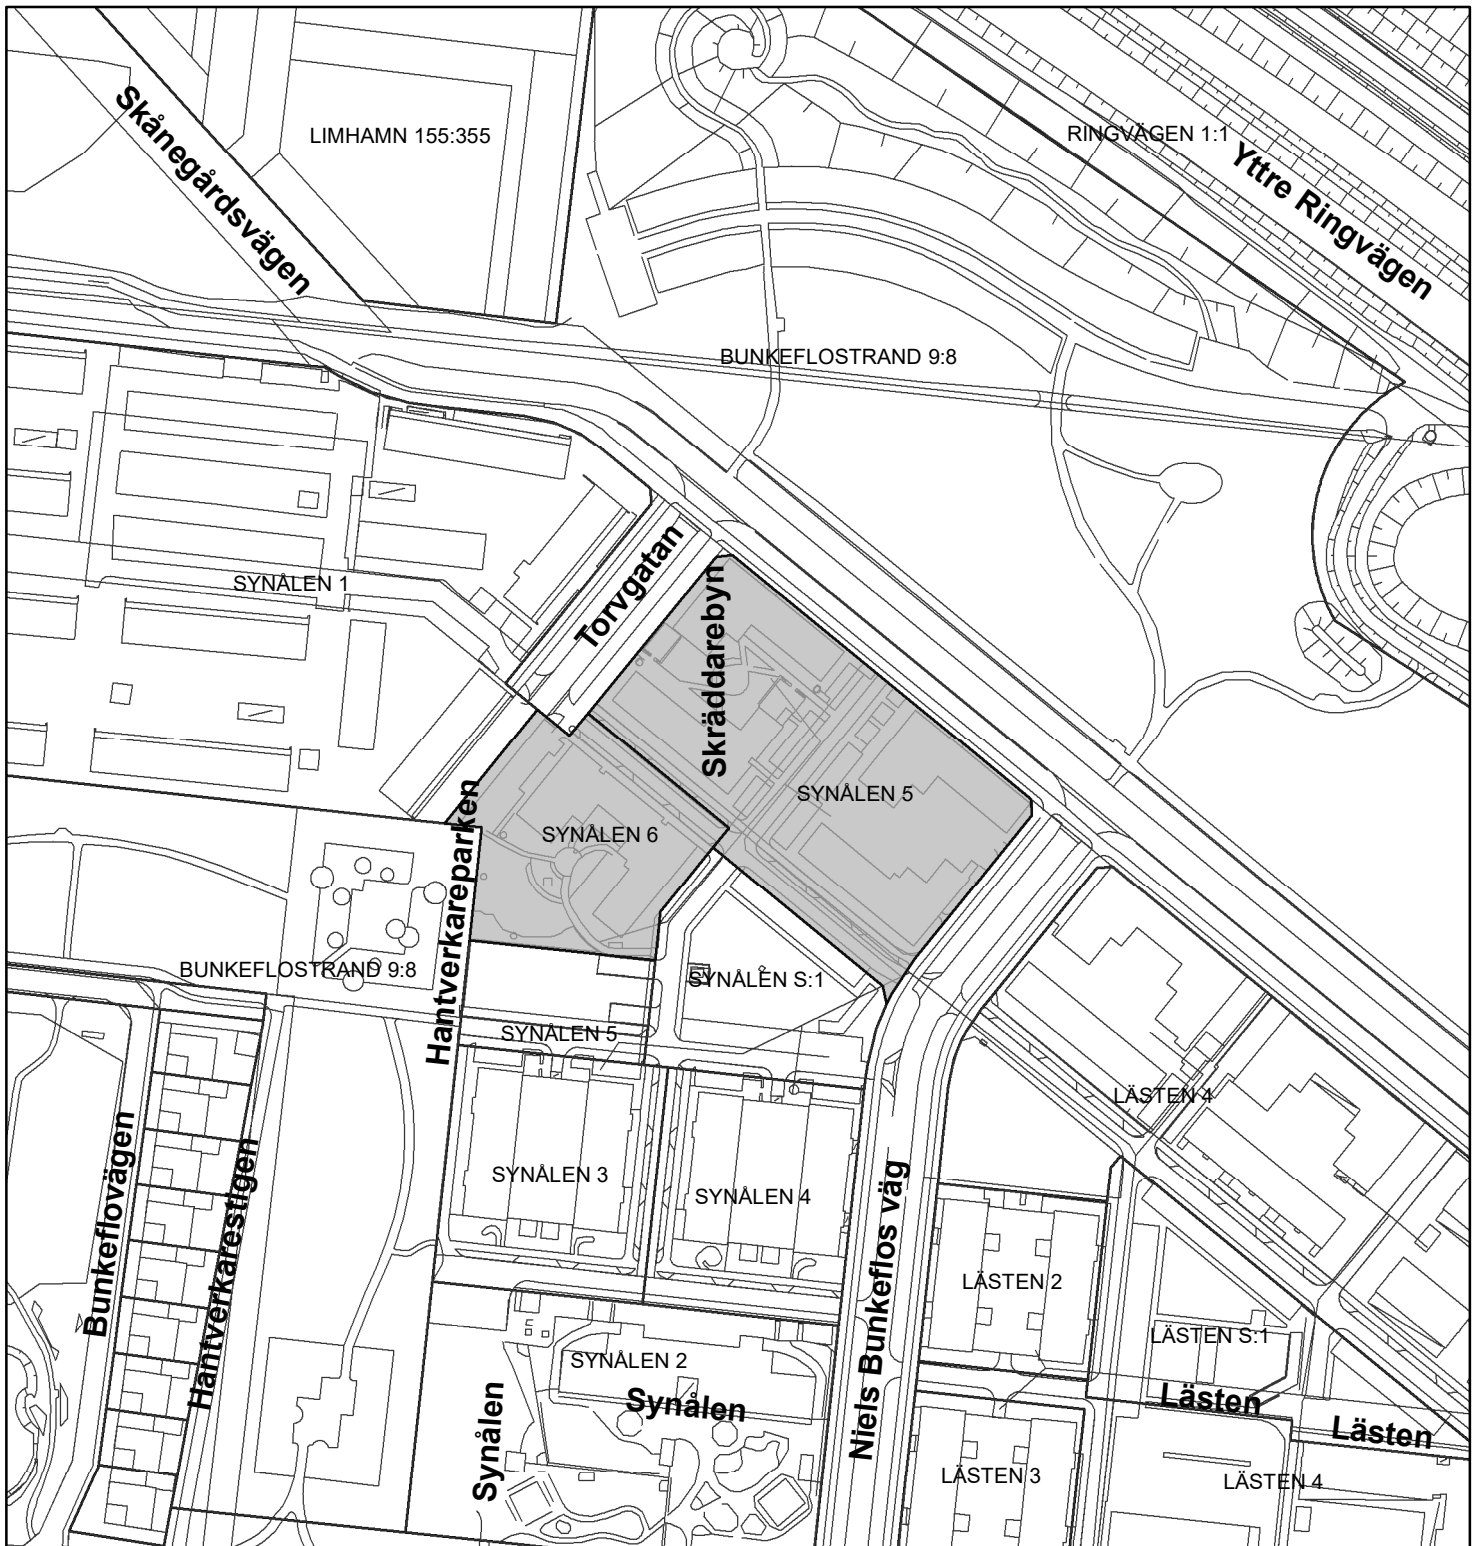 Skånegårdsvägen
LIMHAMN 155:355
RINGVÄGEN 1:1
Yttre Ringvägen
BUNKEFLOSTRAND 9:8
SYNÅLEN 1
Torvgatan
Skräddarebyn
SYNÅLEN 5
SYNÅLEN 6
Hantverkareparken
BUNKEFLOSTRAND 9:8
SYNÅLEN S:1
SYNÅLEN 5
LÄSTEN 4
Bunkeflovägen
Hantverkarestigen
SYNÅLEN 3
SYNÅLEN 4
Niels Bunkeflos väg
LÄSTEN 2
LÄSTEN S:1
SYNÅLEN 2
Synålen
Synålen
Lästen
Lästen
LÄSTEN 3
LÄSTEN 4